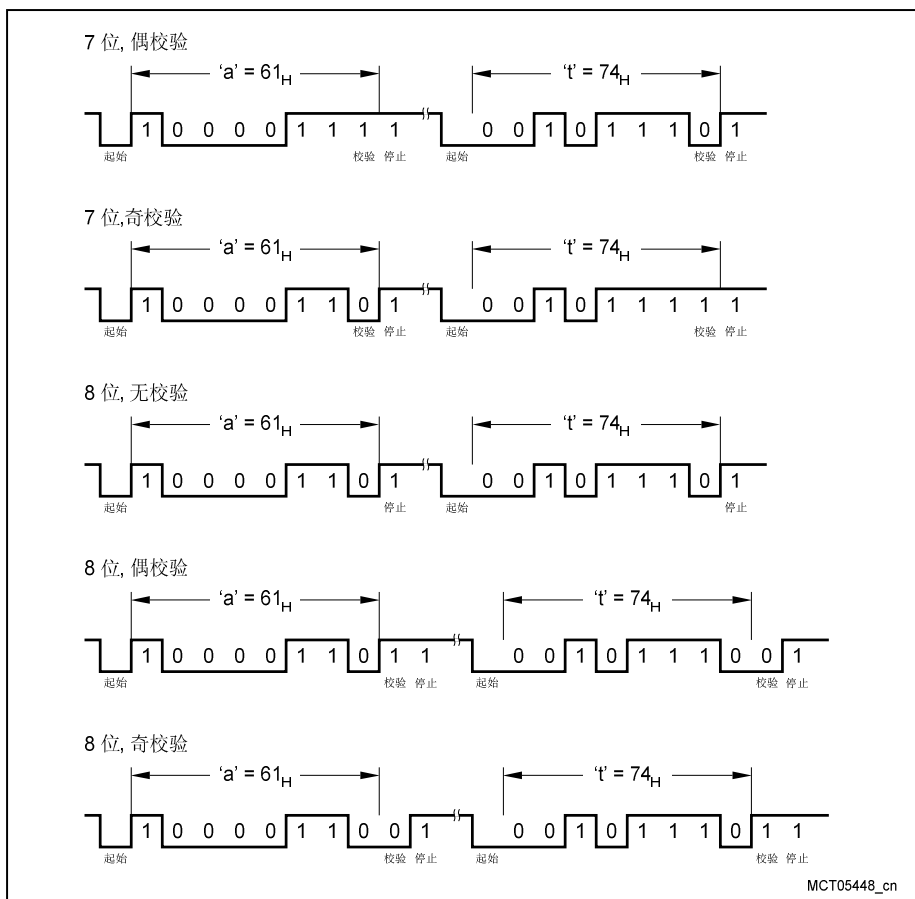 7 位, 偶校验
‘a’ = 61H ‘t’ = 74H
1 0 0 0 0 1 1 1 1 0 0 1 0 1 1 1 0 1
起始 校验 停止 起始 校验 停止
7 位,奇校验
‘a’ = 61H ‘t’ = 74H
1 0 0 0 0 1 1 0 1 0 0 1 0 1 1 1 1 1
起始 校验 停止 起始 校验 停止
8 位, 无校验
‘a’ = 61H ‘t’ = 74H
1 0 0 0 0 1 1 0 1 0 0 1 0 1 1 1 0 1
起始 停止 起始 停止
8 位, 偶校验
‘a’ = 61H ‘t’ = 74H
1 0 0 0 0 1 1 0 1 1 0 0 1 0 1 1 1 0 0 1
起始 校验 停止 起始 校验 停止
8 位, 奇校验
‘a’ = 61H ‘t’ = 74H
1 0 0 0 0 1 1 0 0 1 0 0 1 0 1 1 1 0 1 1
起始 校验 停止 起始 校验 停止
MCT05448_cn